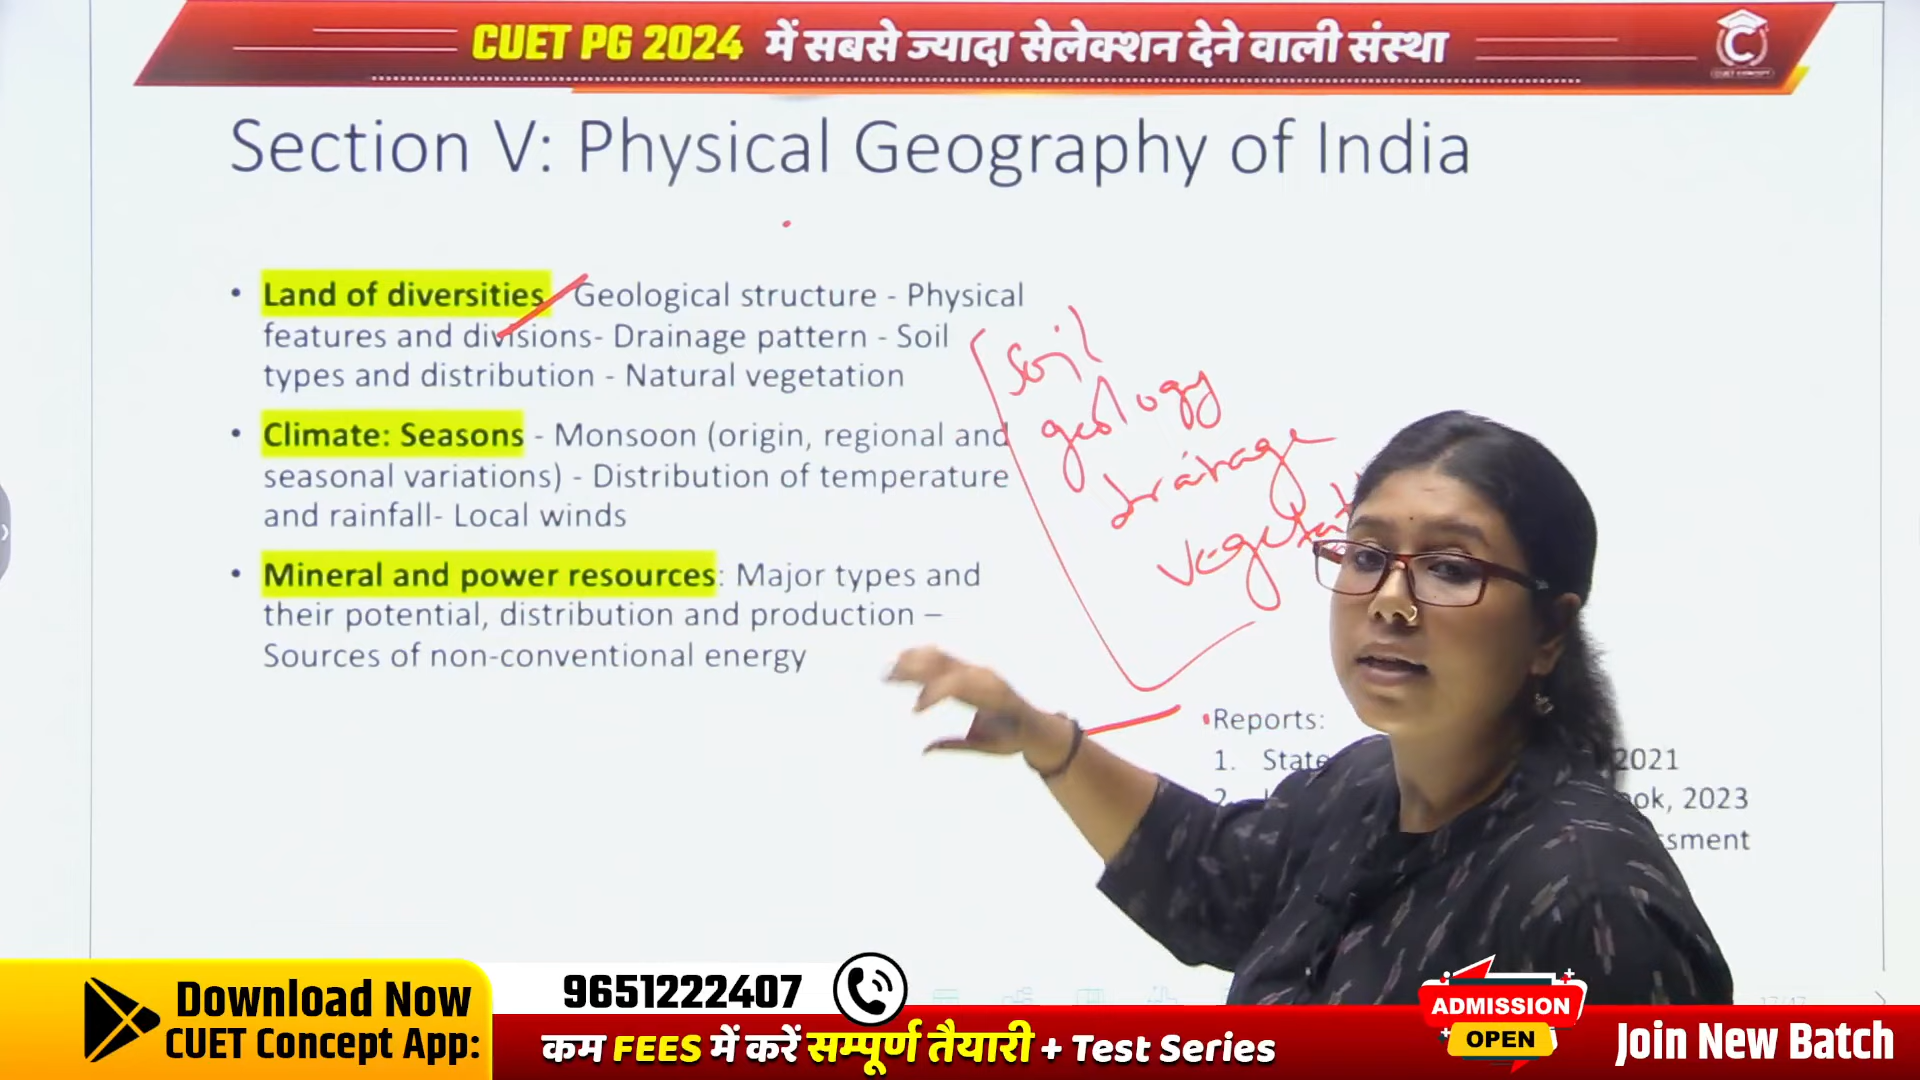 CUET PG 2024 में सबसे ज्यादा सेलेक्शन देने वाली संस्था
CUET CONCEPT
Section V: Physical Geography of India
• Land of diversities Geological structure - Physical
features and divisions- Drainage pattern - Soil
types and distribution - Natural vegetation
• Climate: Seasons - Monsoon (origin, regional and
seasonal variations) - Distribution of temperature
and rainfall- Local winds
• Mineral and power resources: Major types and
their potential, distribution and production –
Sources of non-conventional energy
Soil
geology
drainage
•Reports:
1. State 2021
2. 2023
Download Now
CUET Concept App:
9651222407
कम FEES में करें सम्पूर्ण तैयारी + Test Series
ADMISSION
OPEN
Join New Batch